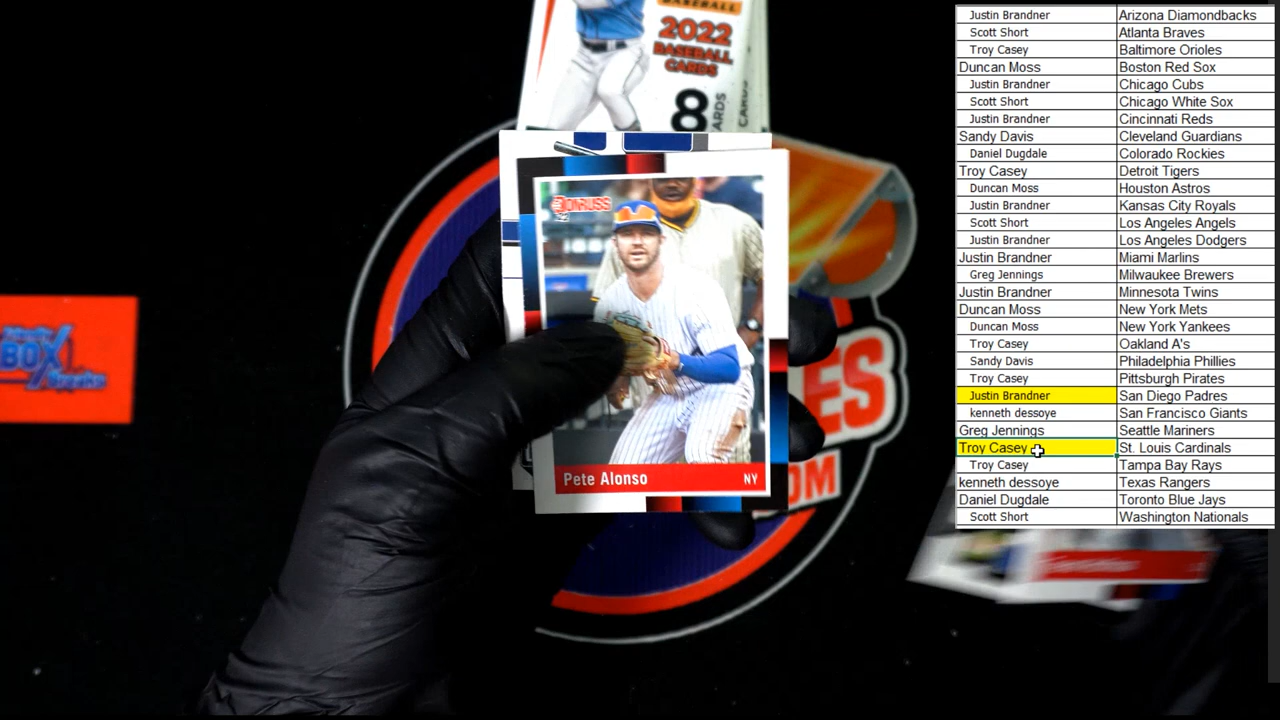 BASEBALL
2022
BASEBALL
CARDS
8
CARDS
BOX
Breaks
DONRUSS
Pete Alonso NY
ES
OM
Justin Brandner Arizona Diamondbacks
Scott Short Atlanta Braves
Troy Casey Baltimore Orioles
Duncan Moss Boston Red Sox
Justin Brandner Chicago Cubs
Scott Short Chicago White Sox
Justin Brandner Cincinnati Reds
Sandy Davis Cleveland Guardians
Daniel Dugdale Colorado Rockies
Troy Casey Detroit Tigers
Duncan Moss Houston Astros
Justin Brandner Kansas City Royals
Scott Short Los Angeles Angels
Justin Brandner Los Angeles Dodgers
Justin Brandner Miami Marlins
Greg Jennings Milwaukee Brewers
Justin Brandner Minnesota Twins
Duncan Moss New York Mets
Duncan Moss New York Yankees
Troy Casey Oakland A's
Sandy Davis Philadelphia Phillies
Troy Casey Pittsburgh Pirates
Justin Brandner San Diego Padres
kenneth dessoye San Francisco Giants
Greg Jennings Seattle Mariners
Troy Casey St. Louis Cardinals
Troy Casey Tampa Bay Rays
kenneth dessoye Texas Rangers
Daniel Dugdale Toronto Blue Jays
Scott Short Washington Nationals